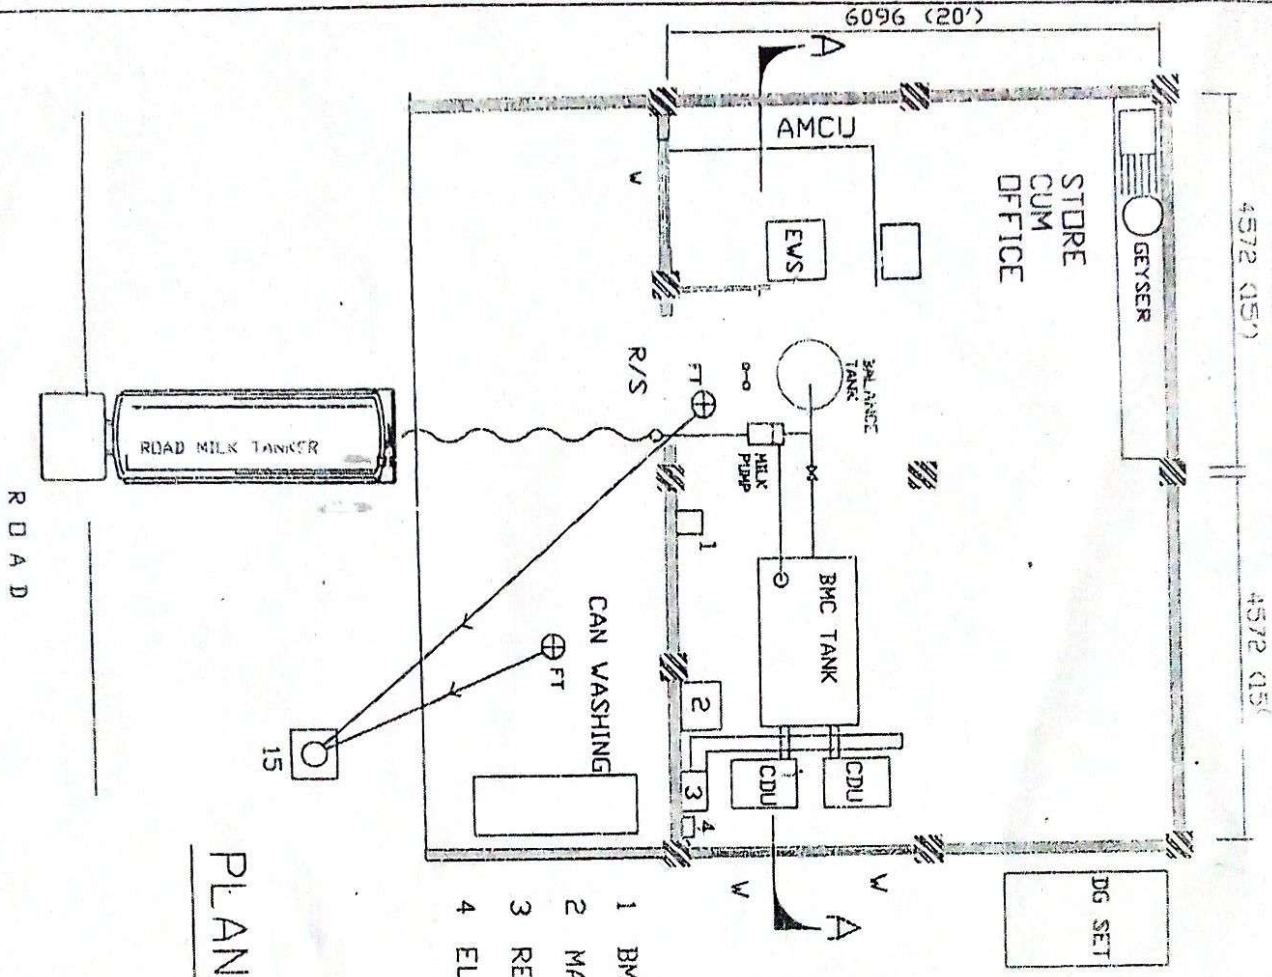 6096 (20')
A
AMCU
W
EWS
STORE
CUM
OFFICE
GEYSER
4572 (15')
4572 (15
BALANCE
TANK
FT
R/S
MILK
PUMP
ROAD MILK TANKER
ROAD
1
BMC TANK
2
CDU
CDU
3
4
CAN WASHING
FT
15
W
W
A
DG SET
1 BM
2 MA
3 RE
4 EL
PLAN